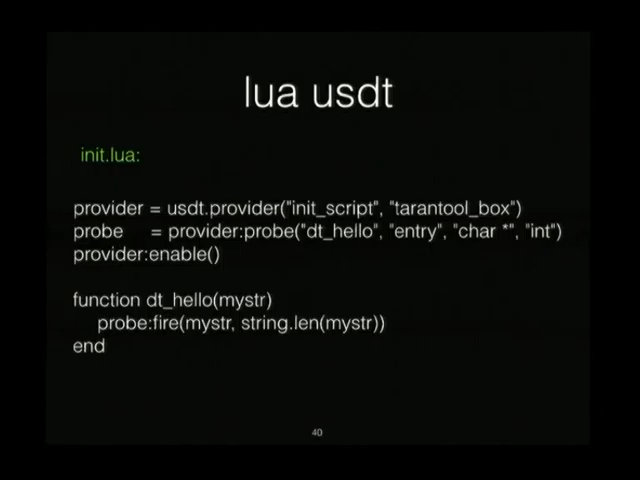 lua usdt
init.lua:
provider = usdt.provider("init_script", "tarantool_box")
probe = provider:probe("dt_hello", "entry", "char *", "int")
provider:enable()
function dt_hello(mystr)
probe:fire(mystr, string.len(mystr))
end
40